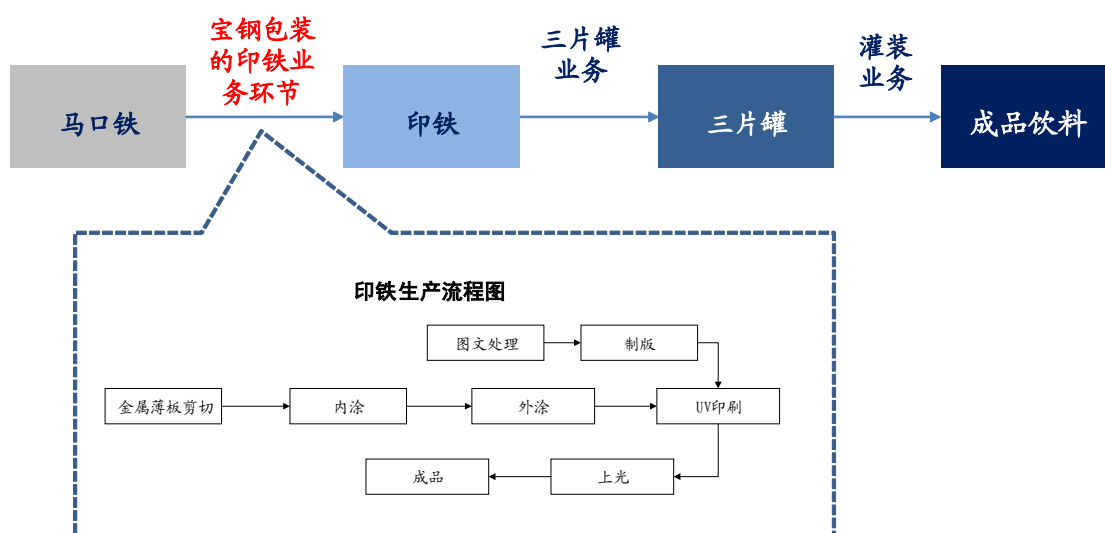 宝钢包装
的印铁业
务环节
三片罐
业务
灌装
业务
马口铁
印铁
三片罐
成品饮料
印铁生产流程图
图文处理
制版
金属薄板剪切
内涂
外涂
UV印刷
成品
上光